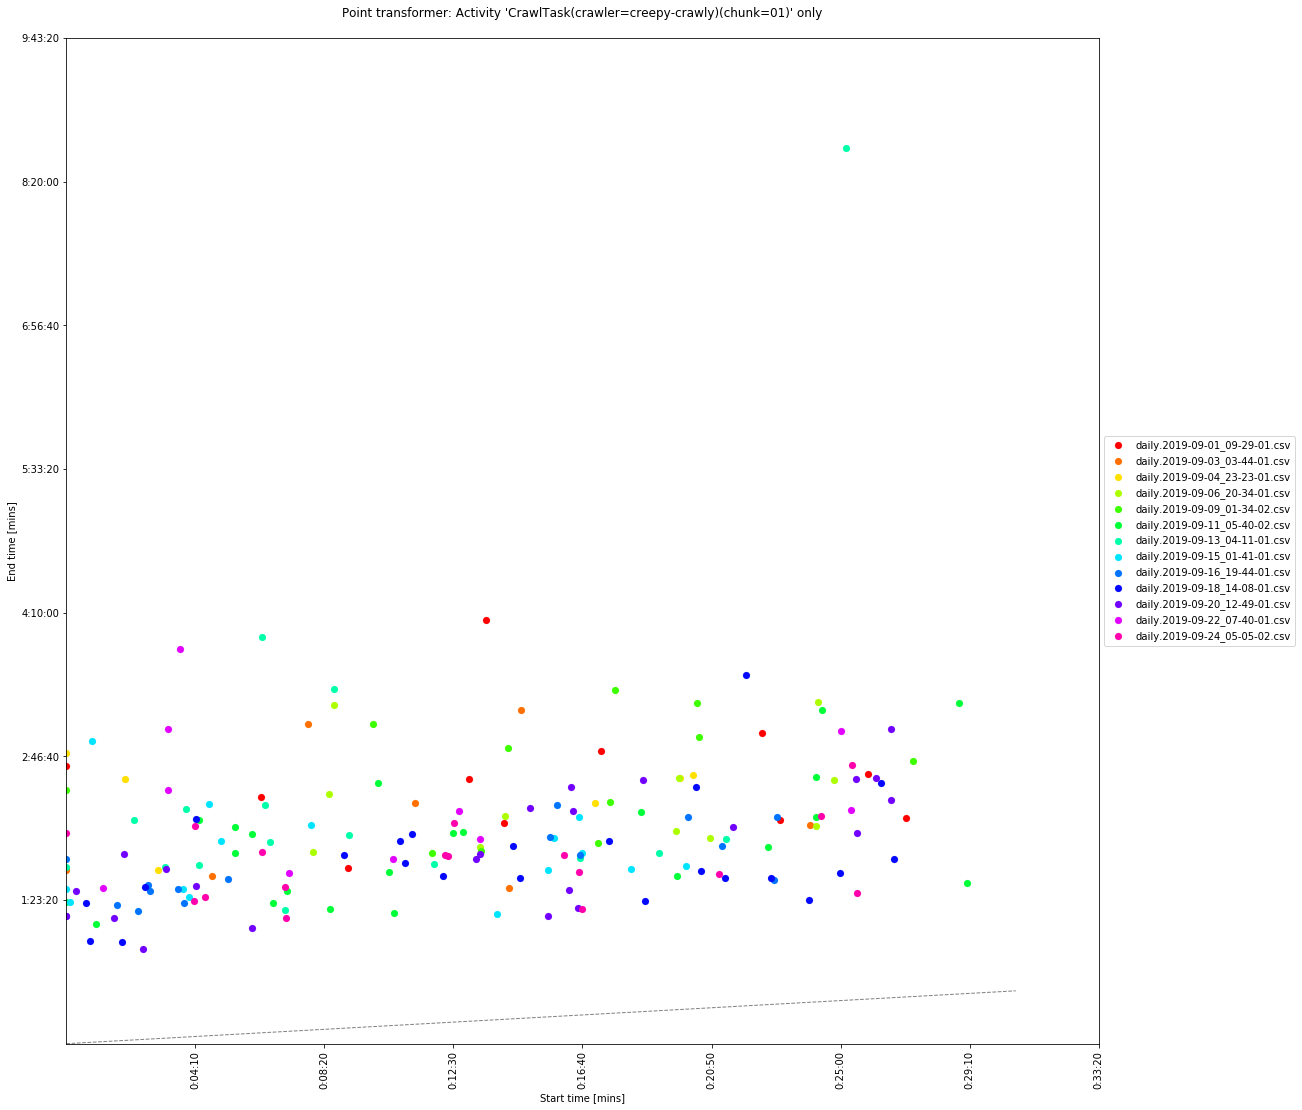 Point transformer: Activity 'CrawlTask(crawler=creepy-crawly)(chunk=01)' only
9:43:20
8:20:00
6:56:40
5:33:20
4:10:00
2:46:40
1:23:20
End time [mins]
0:04:10
0:08:20
0:12:30
0:16:40
0:20:50
0:25:00
0:29:10
0:33:20
Start time [mins]
daily.2019-09-01_09-29-01.csv
daily.2019-09-03_03-44-01.csv
daily.2019-09-04_23-23-01.csv
daily.2019-09-06_20-34-01.csv
daily.2019-09-09_01-34-02.csv
daily.2019-09-11_05-40-02.csv
daily.2019-09-13_04-11-01.csv
daily.2019-09-15_01-41-01.csv
daily.2019-09-16_19-44-01.csv
daily.2019-09-18_14-08-01.csv
daily.2019-09-20_12-49-01.csv
daily.2019-09-22_07-40-01.csv
daily.2019-09-24_05-05-02.csv